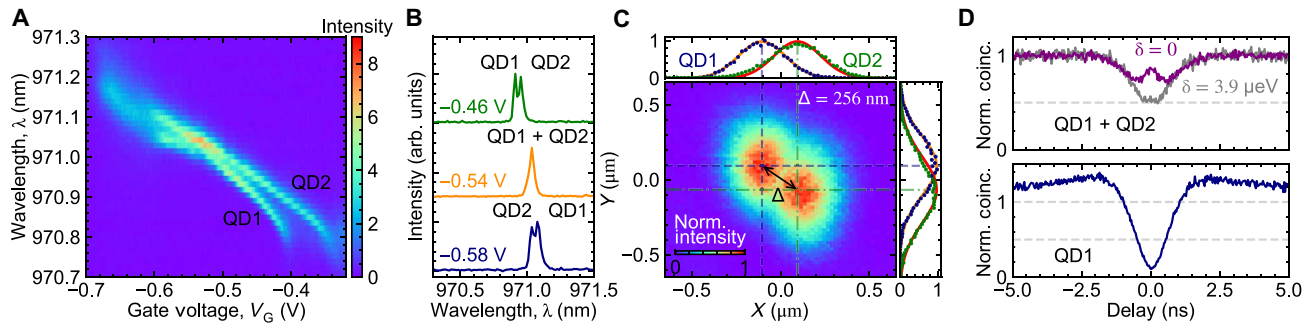 A
Intensity
Wavelength, λ (nm)
971.3
971.2
971.1
971.0
970.9
970.8
970.7
QD2
QD1
8
6
4
2
0
−0.7
−0.6
−0.5
−0.4
Gate voltage, V_G (V)
B
Intensity (arb. units)
QD1 QD2
−0.46 V
QD1 + QD2
−0.54 V
QD2 QD1
−0.58 V
970.5
971.0
971.5
Wavelength, λ (nm)
C
1
0
QD1
QD2
Δ = 256 nm
0.5
0.0
−0.5
Y (μm)
Δ
Norm.
intensity
0 1
−0.5
0.0
0.5
X (μm)
0 1
D
Norm. coinc.
1
0
δ = 0
δ = 3.9 μeV
QD1 + QD2
Norm. coinc.
1
0
QD1
−5.0
−2.5
0.0
2.5
5.0
Delay (ns)